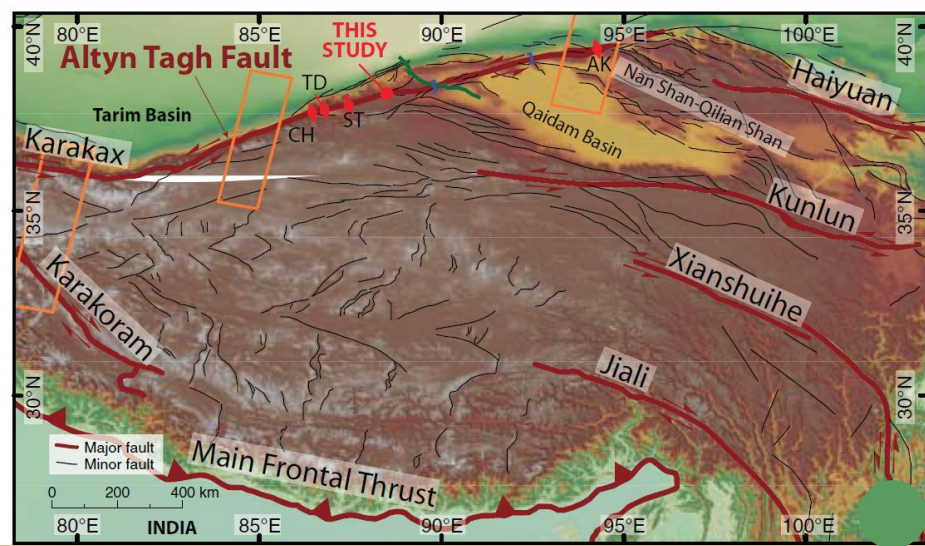 80°E 85°E 90°E 95°E 100°E
40°N
40°N
THIS
STUDY
Altyn Tagh Fault
AK
TD
Nan Shan-Qilian Shan
Haiyuan
Tarim Basin
CH
ST
Qaidam Basin
Karakax
35°N
Kunlun
35°N
Xianshuihe
Karakoram
Jiali
30°N
30°N
Major fault
Minor fault
Main Frontal Thrust
0 200 400 km
80°E INDIA 85°E 90°E 95°E 100°E